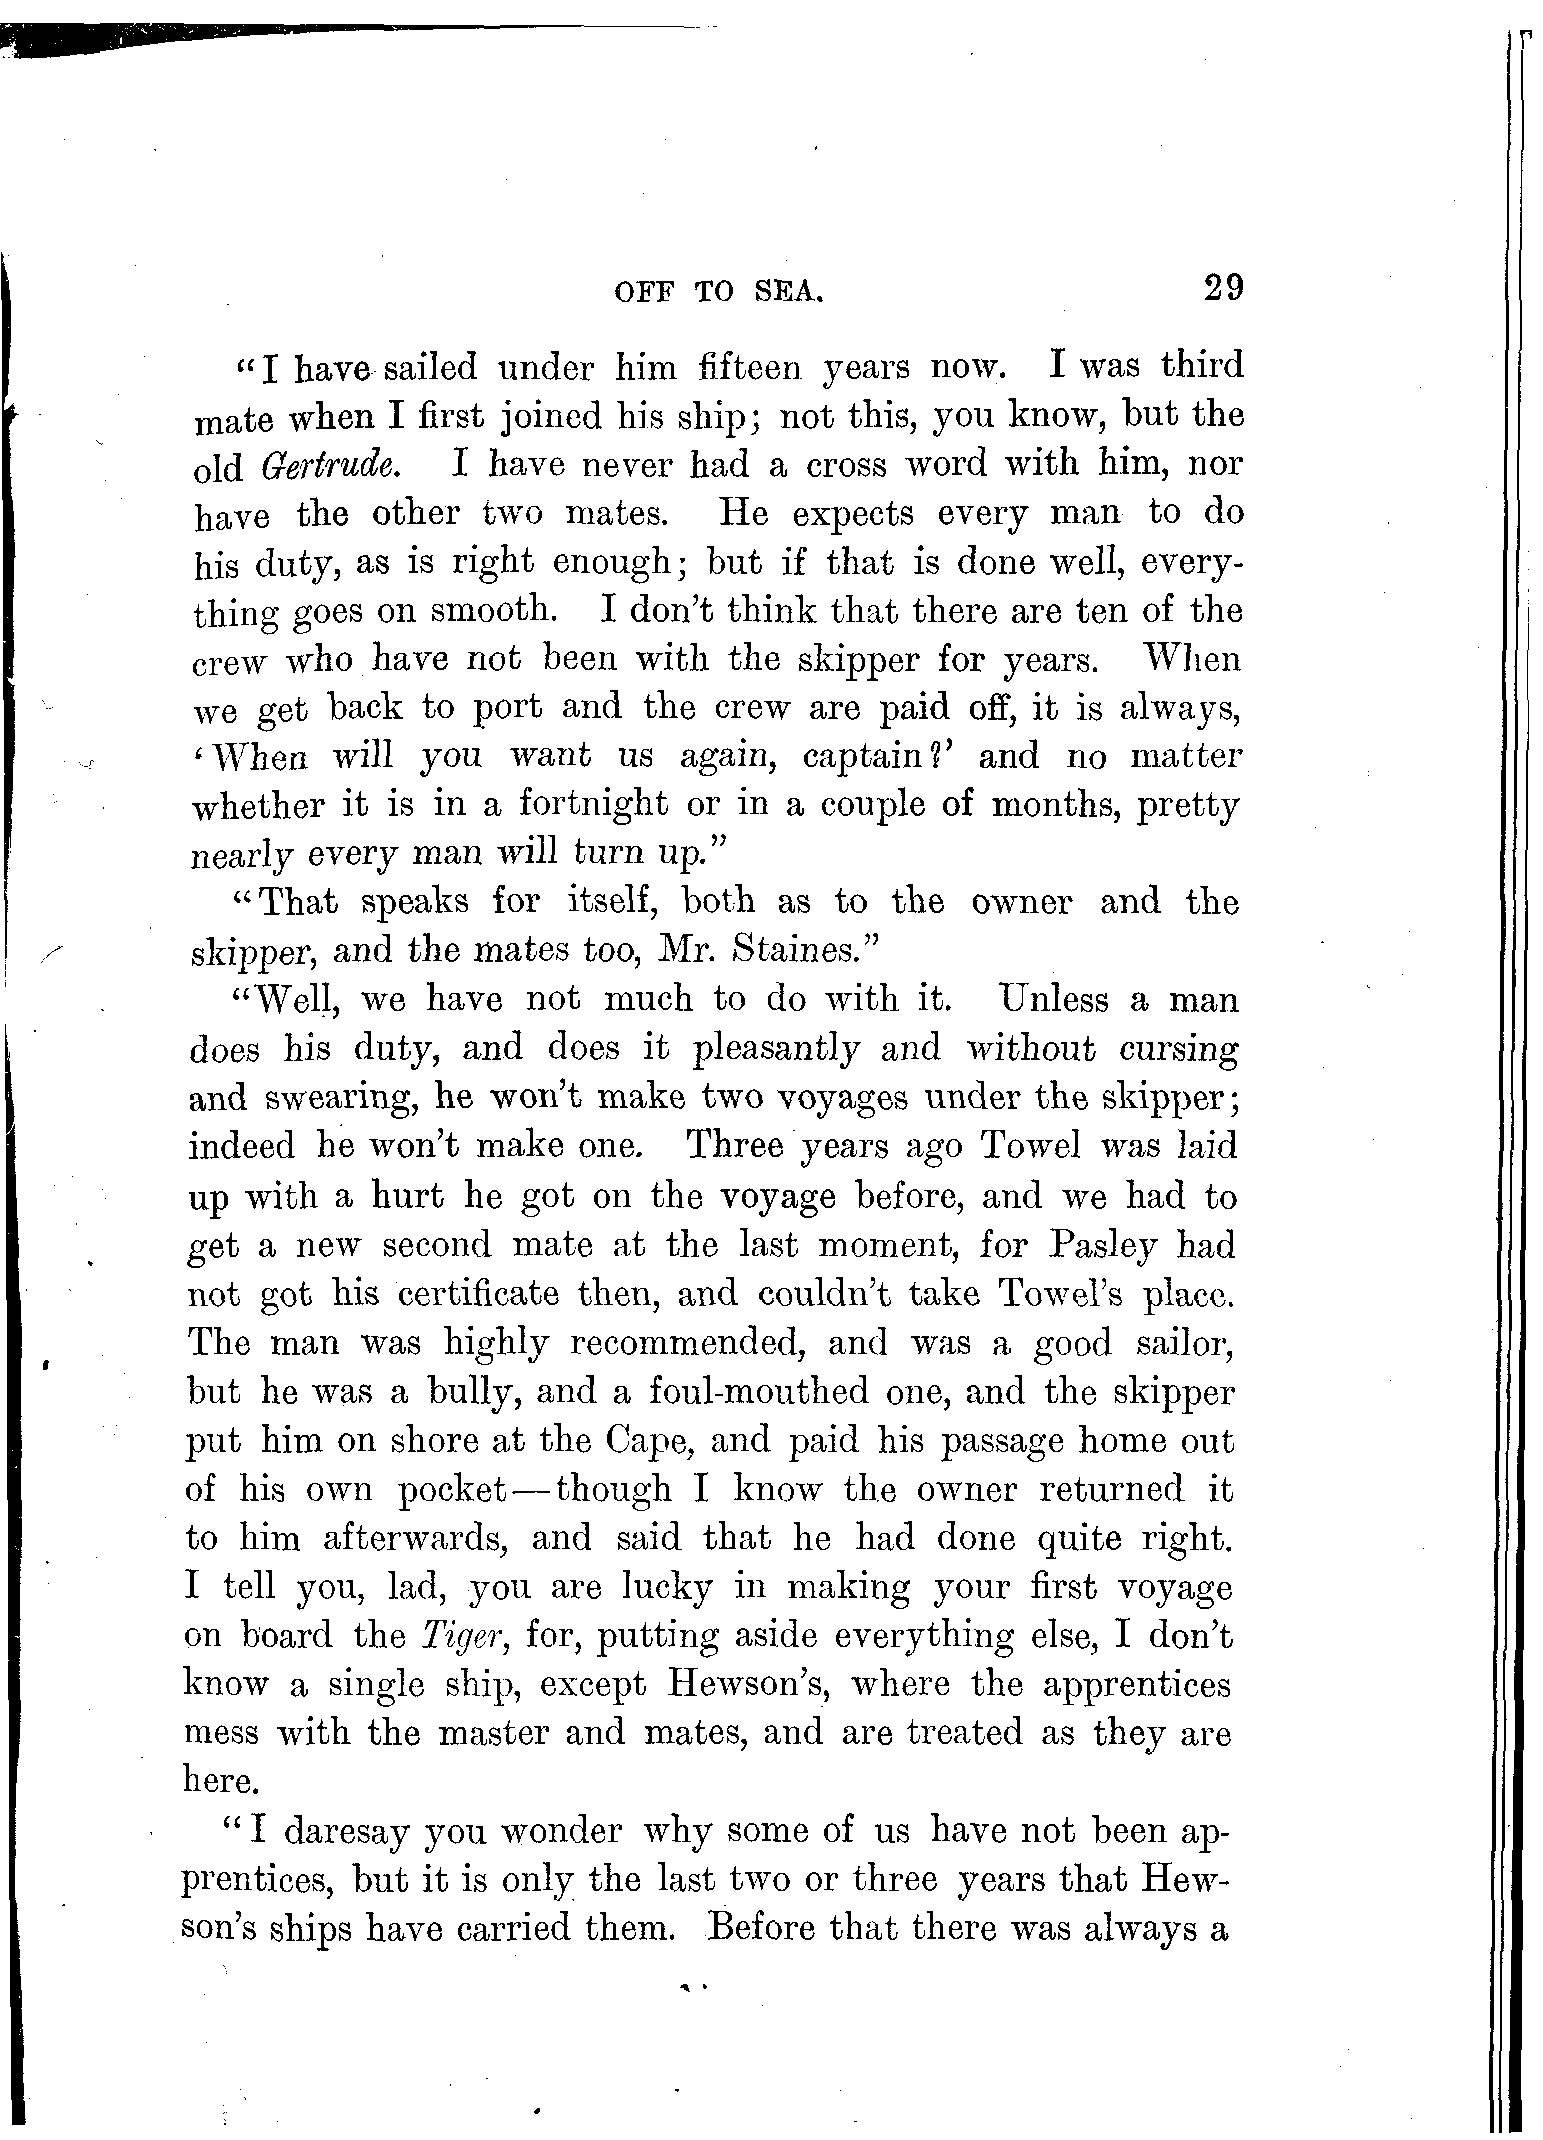 OFF TO SEA. 29
"I have sailed under him fifteen years now. I was third
mate when I first joined his ship; not this, you know, but the
old Gertrude. I have never had a cross word with him, nor
have the other two mates. He expects every man to do
his duty, as is right enough; but if that is done well, every-
thing goes on smooth. I don't think that there are ten of the
crew who have not been with the skipper for years. When
we get back to port and the crew are paid off, it is always,
'When will you want us again, captain?' and no matter
whether it is in a fortnight or in a couple of months, pretty
nearly every man will turn up."
"That speaks for itself, both as to the owner and the
skipper, and the mates too, Mr. Staines."
"Well, we have not much to do with it. Unless a man
does his duty, and does it pleasantly and without cursing
and swearing, he won't make two voyages under the skipper;
indeed he won't make one. Three years ago Towel was laid
up with a hurt he got on the voyage before, and we had to
get a new second mate at the last moment, for Pasley had
not got his certificate then, and couldn't take Towel's place.
The man was highly recommended, and was a good sailor,
but he was a bully, and a foul-mouthed one, and the skipper
put him on shore at the Cape, and paid his passage home out
of his own pocket—though I know the owner returned it
to him afterwards, and said that he had done quite right.
I tell you, lad, you are lucky in making your first voyage
on board the Tiger, for, putting aside everything else, I don't
know a single ship, except Hewson's, where the apprentices
mess with the master and mates, and are treated as they are
here.
"I daresay you wonder why some of us have not been ap-
prentices, but it is only the last two or three years that Hew-
son's ships have carried them. Before that there was always a